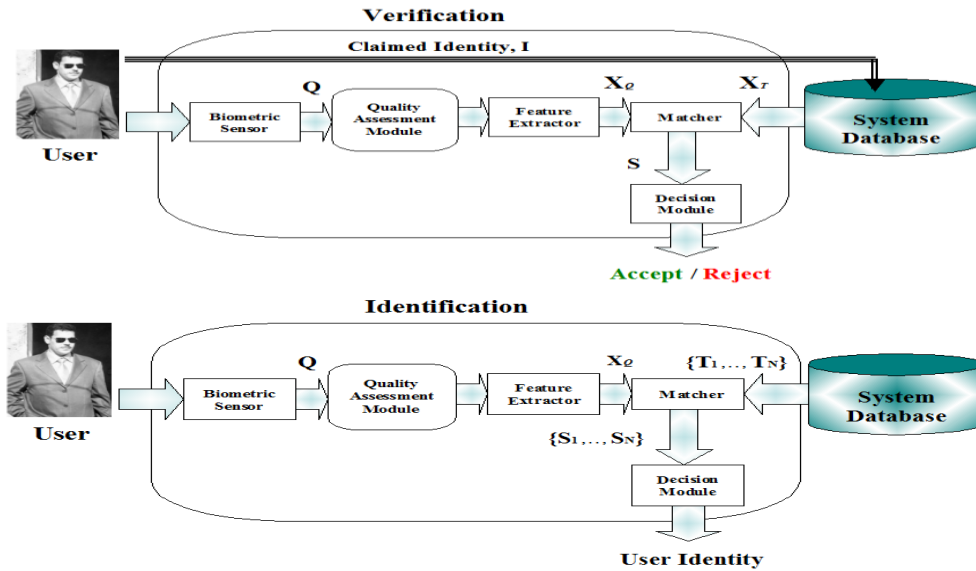 Verification
Claimed Identity, I
User
Biometric
Sensor
Q
Quality
Assessment
Module
Feature
Extractor
XQ
Matcher
XT
System
Database
S
Decision
Module
Accept / Reject
Identification
User
Biometric
Sensor
Q
Quality
Assessment
Module
Feature
Extractor
XQ
Matcher
{T1,.., TN}
System
Database
{S1,.., SN}
Decision
Module
User Identity